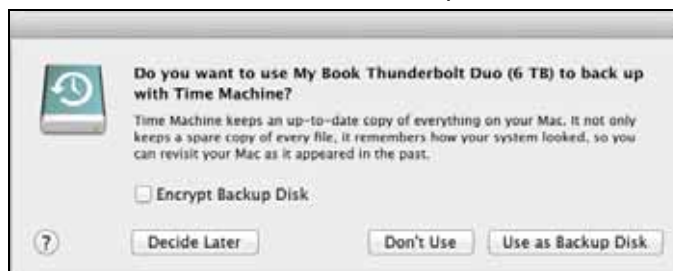 Do you want to use My Book Thunderbolt Duo (6 TB) to back up
with Time Machine?
Time Machine keeps an up-to-date copy of everything on your Mac. It not only
keeps a spare copy of every file, it remembers how your system looked, so you
can revisit your Mac as it appeared in the past.
Encrypt Backup Disk
? Decide Later Don't Use Use as Backup Disk